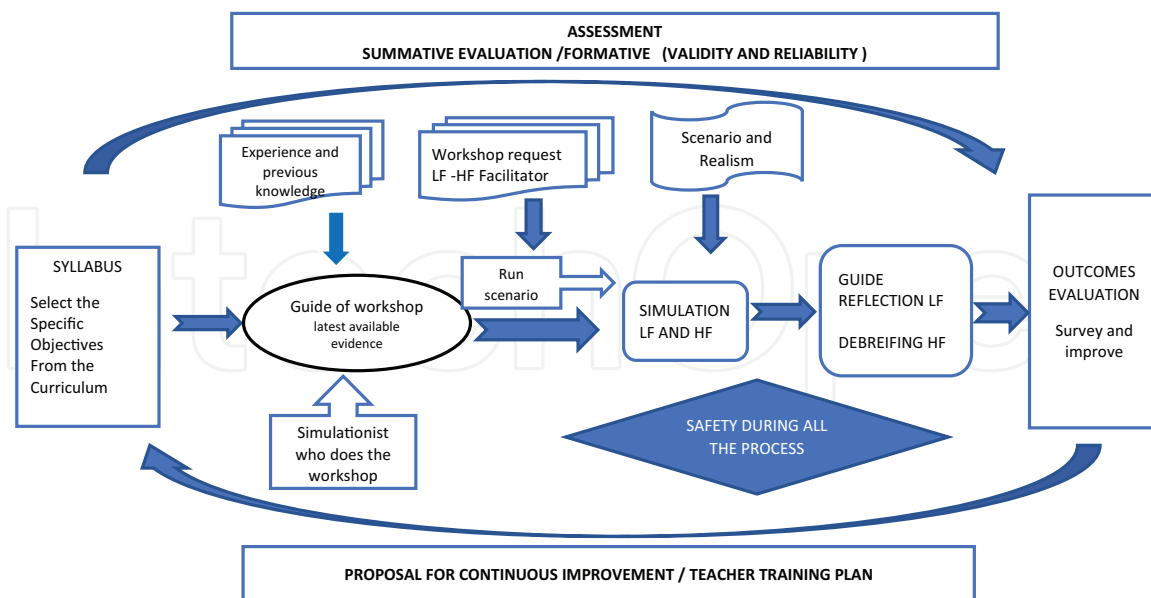 ASSESSMENT
SUMMATIVE EVALUATION /FORMATIVE (VALIDITY AND RELIABILITY )
Experience and
previous
knowledge
Workshop request
LF -HF Facilitator
Scenario and
Realism
SYLLABUS
Select the
Specific
Objectives
From the
Curriculum
Guide of workshop
latest available
evidence
Run
scenario
SIMULATION
LF AND HF
GUIDE
REFLECTION LF
DEBREIFING HF
OUTCOMES
EVALUATION
Survey and
improve
Simulationist
who does the
workshop
SAFETY DURING ALL
THE PROCESS
PROPOSAL FOR CONTINUOUS IMPROVEMENT / TEACHER TRAINING PLAN